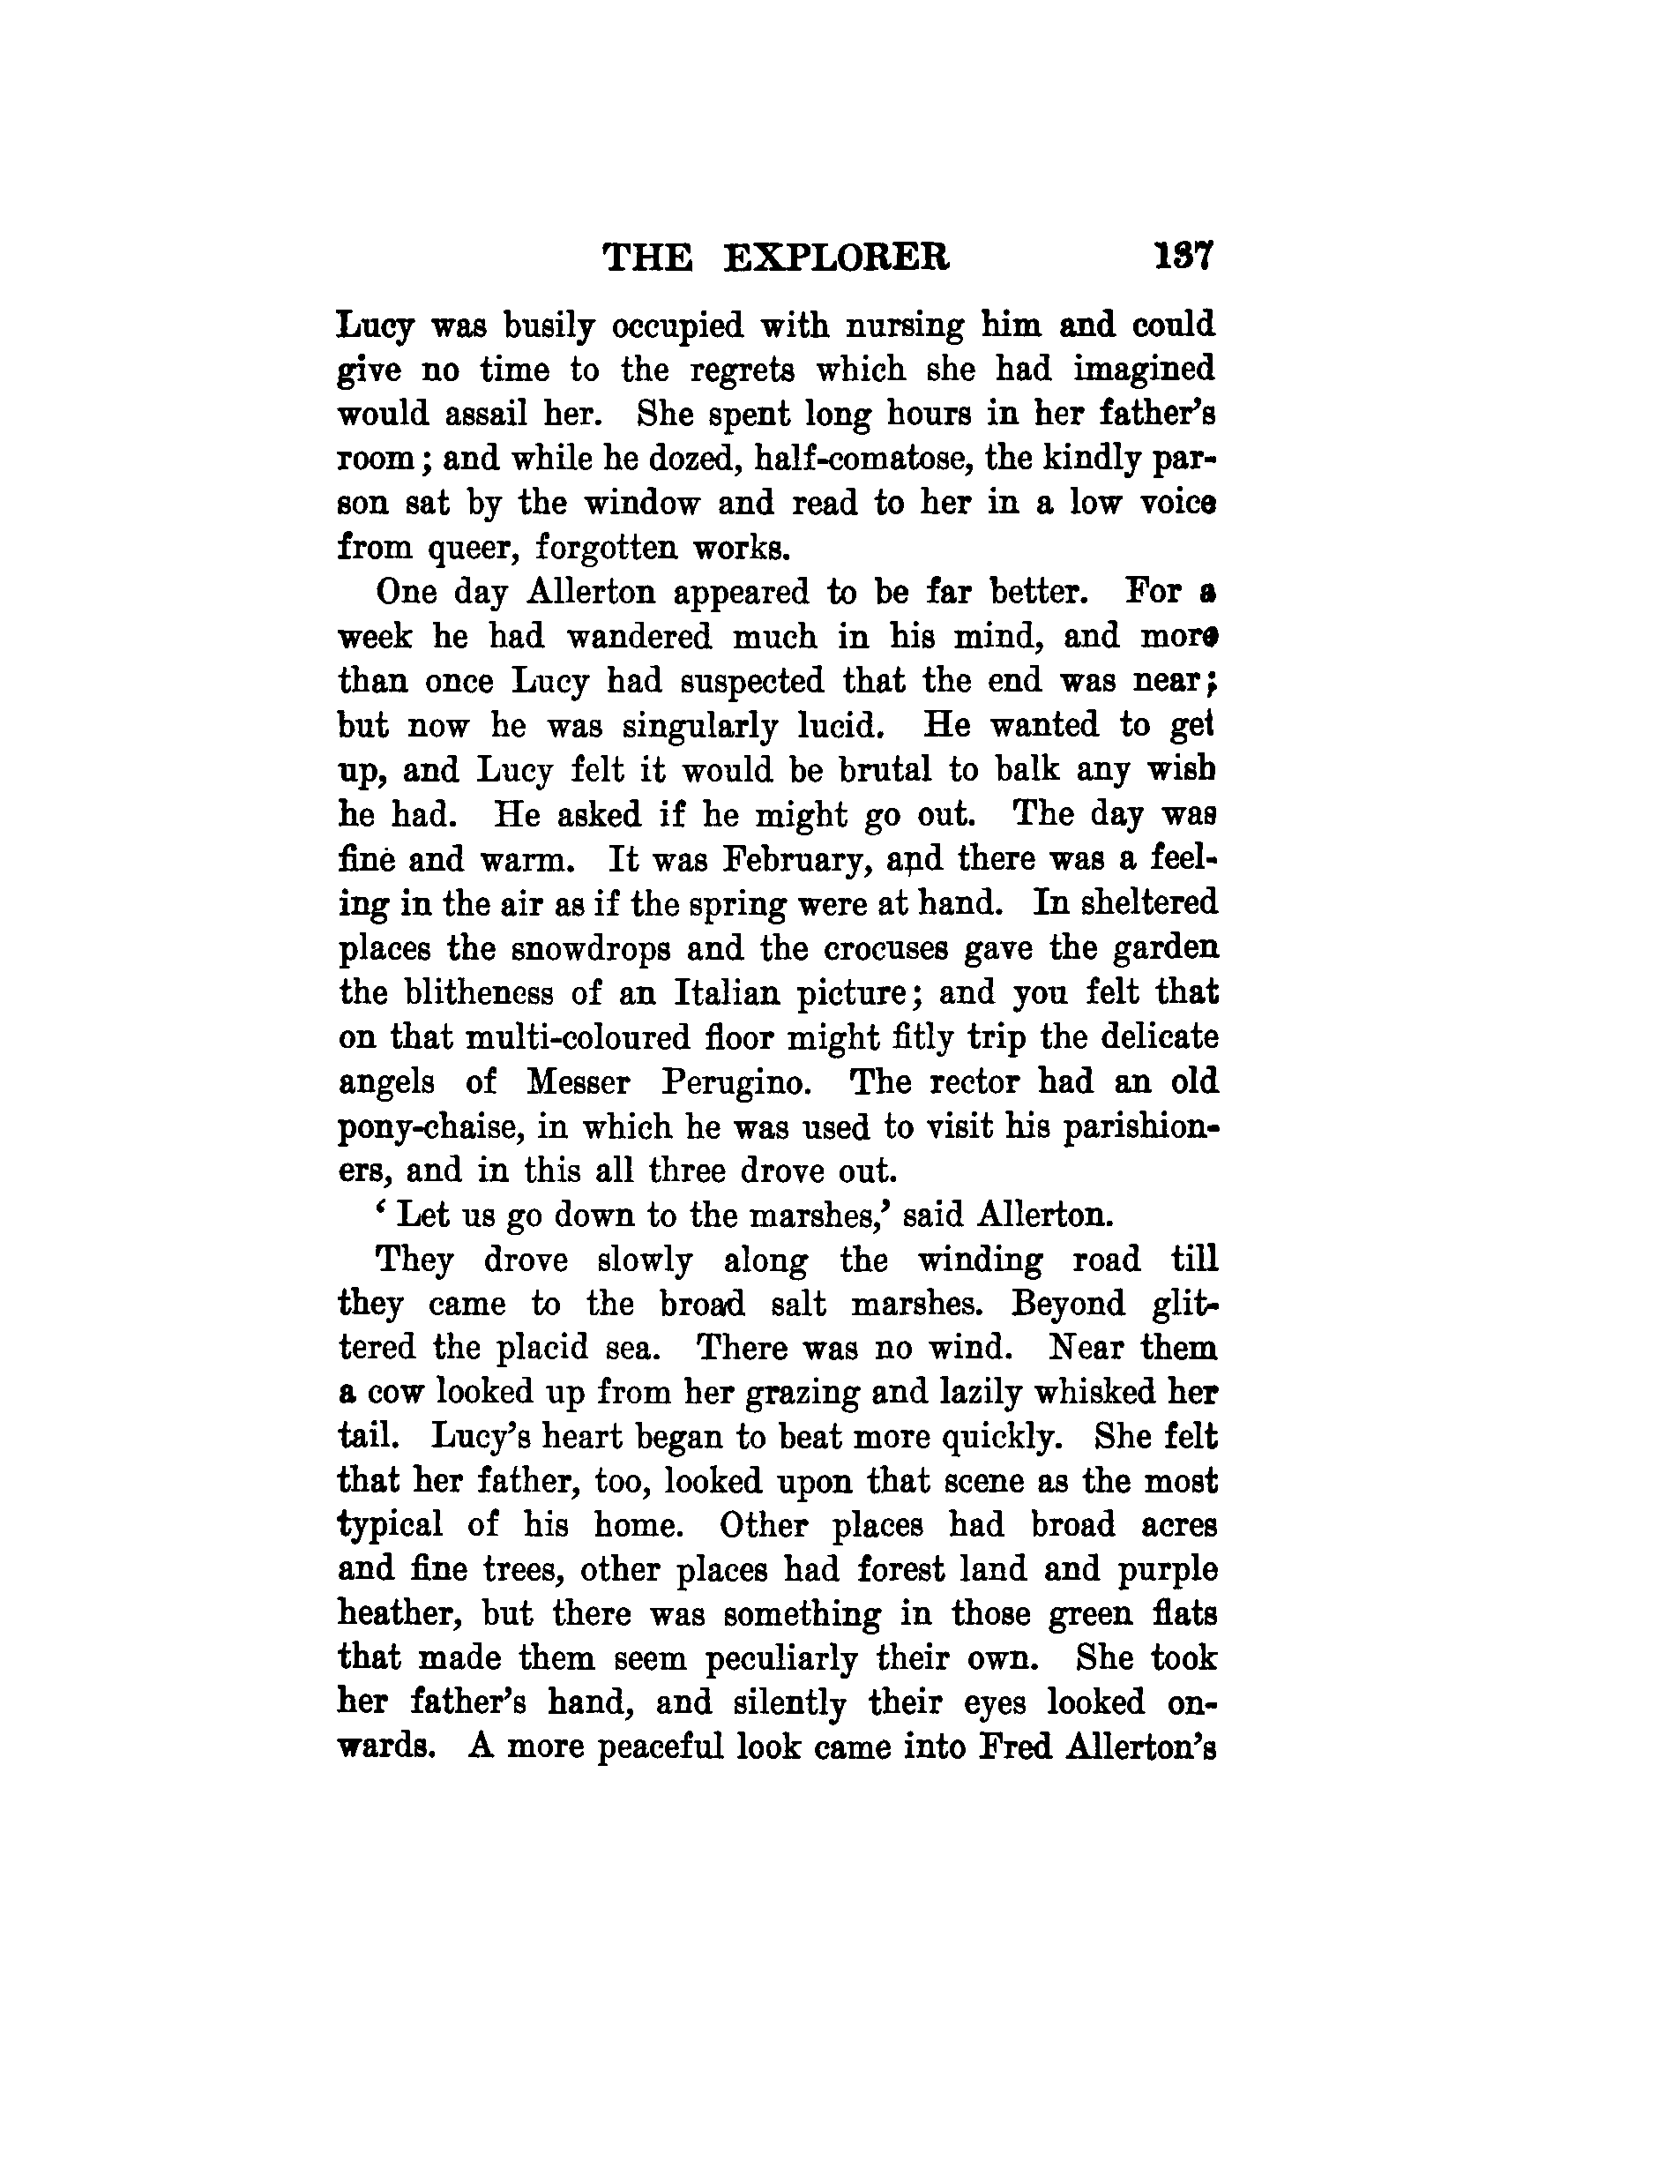 THE EXPLORER 137
Lucy was busily occupied with nursing him and could
give no time to the regrets which she had imagined
would assail her. She spent long hours in her father's
room; and while he dozed, half-comatose, the kindly par-
son sat by the window and read to her in a low voice
from queer, forgotten works.
One day Allerton appeared to be far better. For a
week he had wandered much in his mind, and more
than once Lucy had suspected that the end was near;
but now he was singularly lucid. He wanted to get
up, and Lucy felt it would be brutal to balk any wish
he had. He asked if he might go out. The day was
fine and warm. It was February, and there was a feel-
ing in the air as if the spring were at hand. In sheltered
places the snowdrops and the crocuses gave the garden
the blitheness of an Italian picture; and you felt that
on that multi-coloured floor might fitly trip the delicate
angels of Messer Perugino. The rector had an old
pony-chaise, in which he was used to visit his parishion-
ers, and in this all three drove out.
‘Let us go down to the marshes,’ said Allerton.
They drove slowly along the winding road till
they came to the broad salt marshes. Beyond glit-
tered the placid sea. There was no wind. Near them
a cow looked up from her grazing and lazily whisked her
tail. Lucy's heart began to beat more quickly. She felt
that her father, too, looked upon that scene as the most
typical of his home. Other places had broad acres
and fine trees, other places had forest land and purple
heather, but there was something in those green flats
that made them seem peculiarly their own. She took
her father's hand, and silently their eyes looked on-
wards. A more peaceful look came into Fred Allerton's